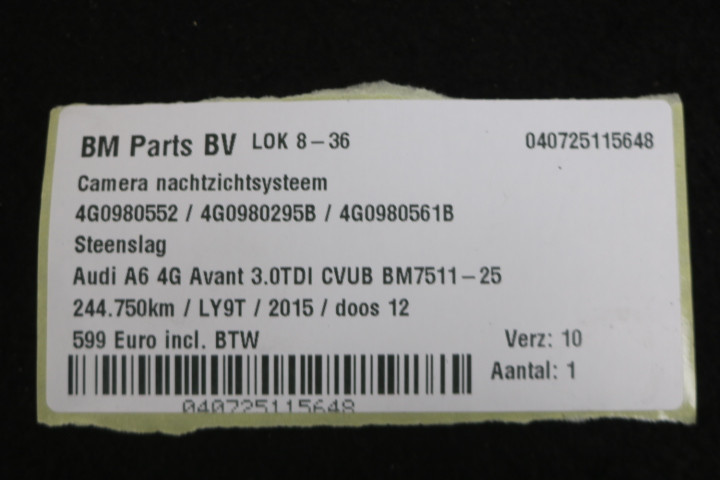 BM Parts BV LOK 8-36 040725115648
Camera nachtzichtsysteem
4G0980552 / 4G0980295B / 4G0980561B
Steenslag
Audi A6 4G Avant 3.0TDI CVUB BM7511-25
244.750km / LY9T / 2015 / doos 12
599 Euro incl. BTW Verz: 10
Aantal: 1
040725115648